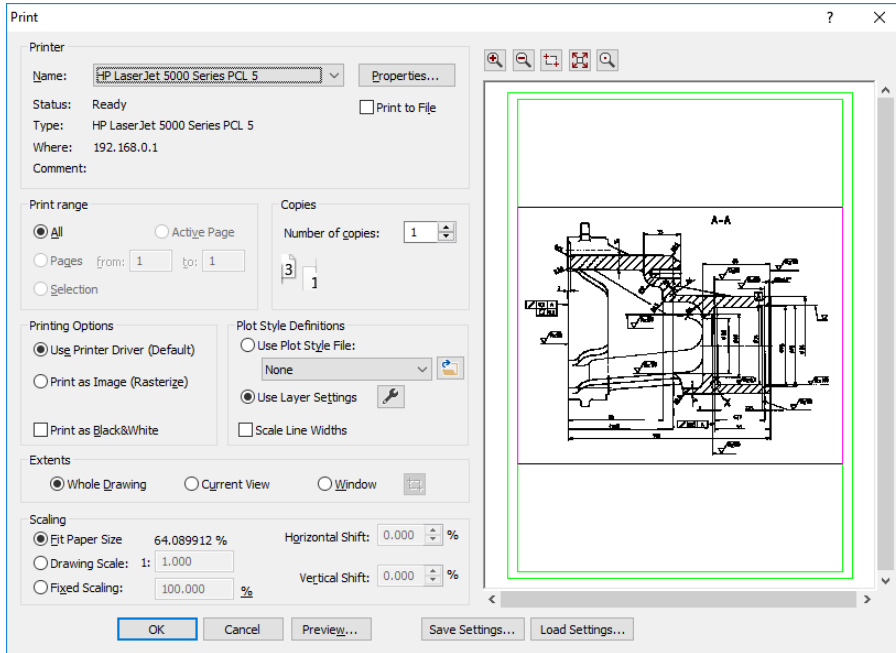 Print
?
Printer
Name: HP LaserJet 5000 Series PCL 5 Properties...
Status: Ready
Print to File
Type: HP LaserJet 5000 Series PCL 5
Where: 192.168.0.1
Comment:
Print range
All Active Page
Pages from: 1 to: 1
Selection
Copies
Number of copies: 1
3 1
Printing Options
Use Printer Driver (Default)
Print as Image (Rasterize)
Print as Black&White
Plot Style Definitions
Use Plot Style File:
None
Use Layer Settings
Scale Line Widths
Extents
Whole Drawing Current View Window
Scaling
Fit Paper Size 64.089912 % Horizontal Shift: 0.000 %
Drawing Scale: 1: 1.000
Fixed Scaling: 100.000 % Vertical Shift: 0.000 %
OK Cancel Preview... Save Settings... Load Settings...
A-A